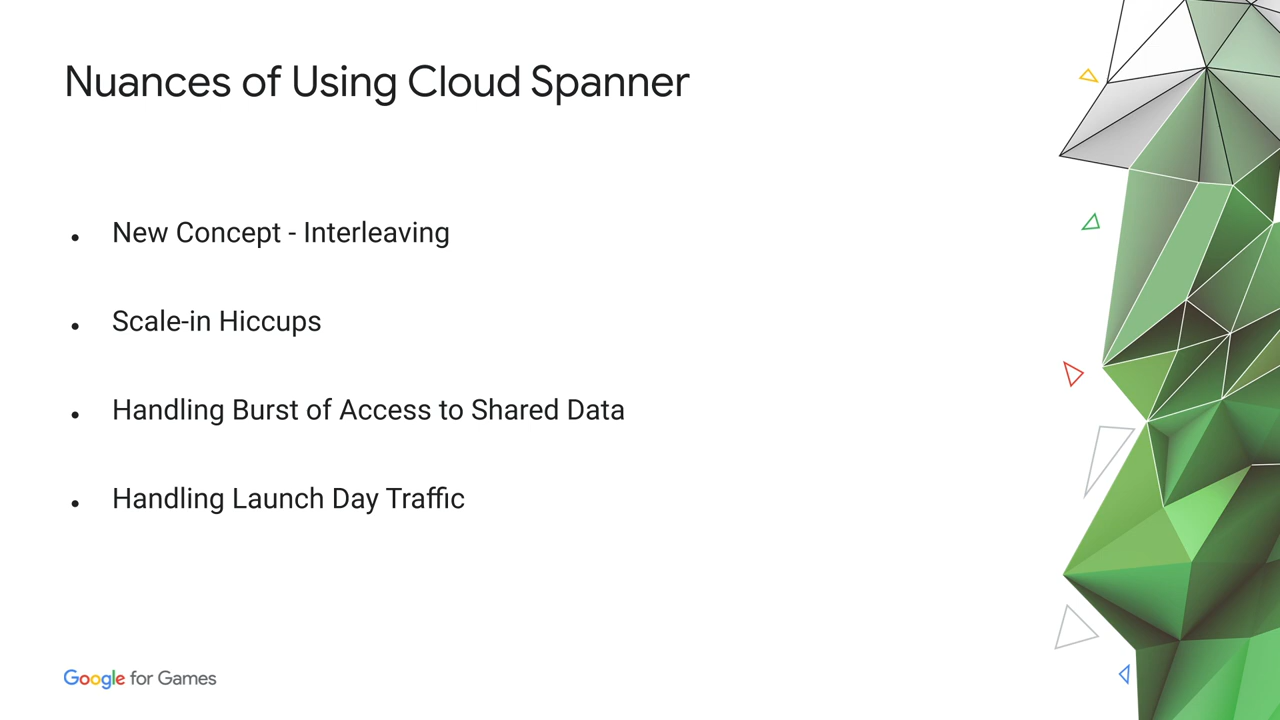 Nuances of Using Cloud Spanner
• New Concept - Interleaving
• Scale-in Hiccups
• Handling Burst of Access to Shared Data
• Handling Launch Day Traffic
Google for Games